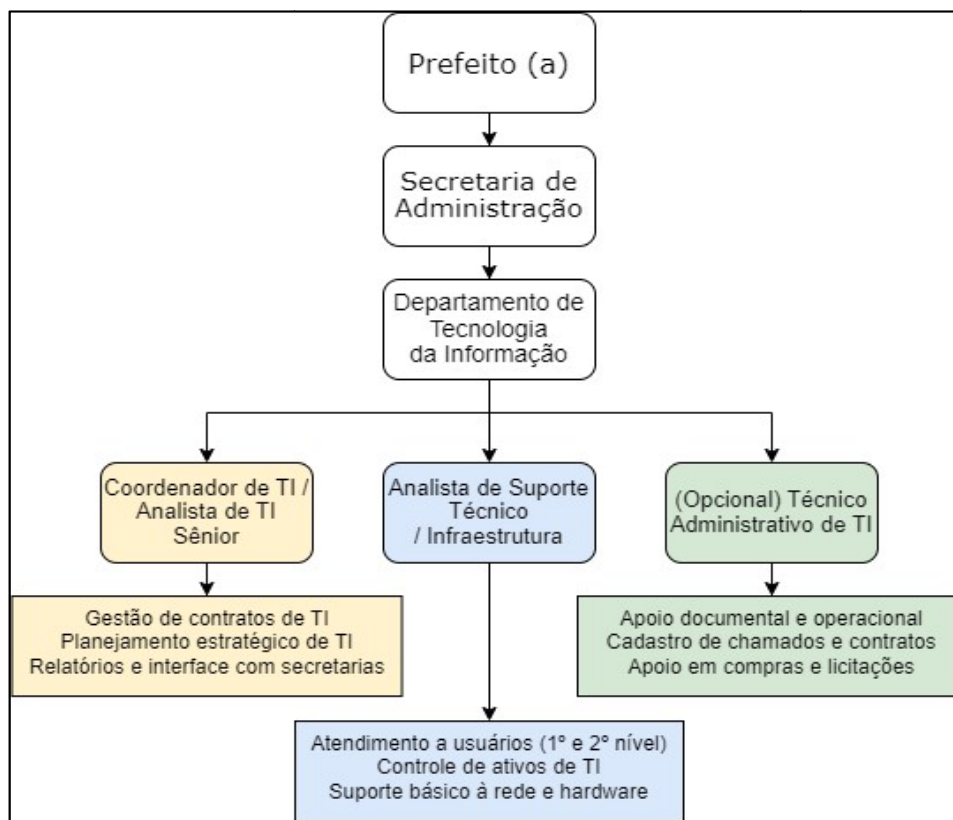 Prefeito (a)
Secretaria de
Administração
Departamento de
Tecnologia
da Informação
Coordenador de TI /
Analista de TI
Sênior
Analista de Suporte
Técnico
/ Infraestrutura
(Opcional) Técnico
Administrativo de TI
Gestão de contratos de TI
Planejamento estratégico de TI
Relatórios e interface com secretarias
Apoio documental e operacional
Cadastro de chamados e contratos
Apoio em compras e licitações
Atendimento a usuários (1º e 2º nível)
Controle de ativos de TI
Suporte básico à rede e hardware